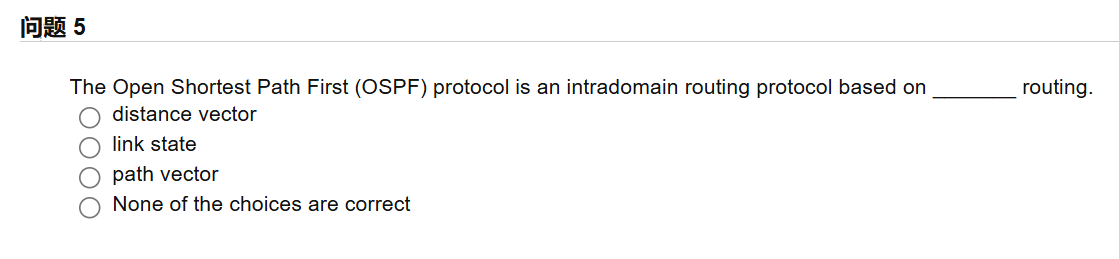 问题 5
The Open Shortest Path First (OSPF) protocol is an intradomain routing protocol based on ________ routing.
distance vector
link state
path vector
None of the choices are correct